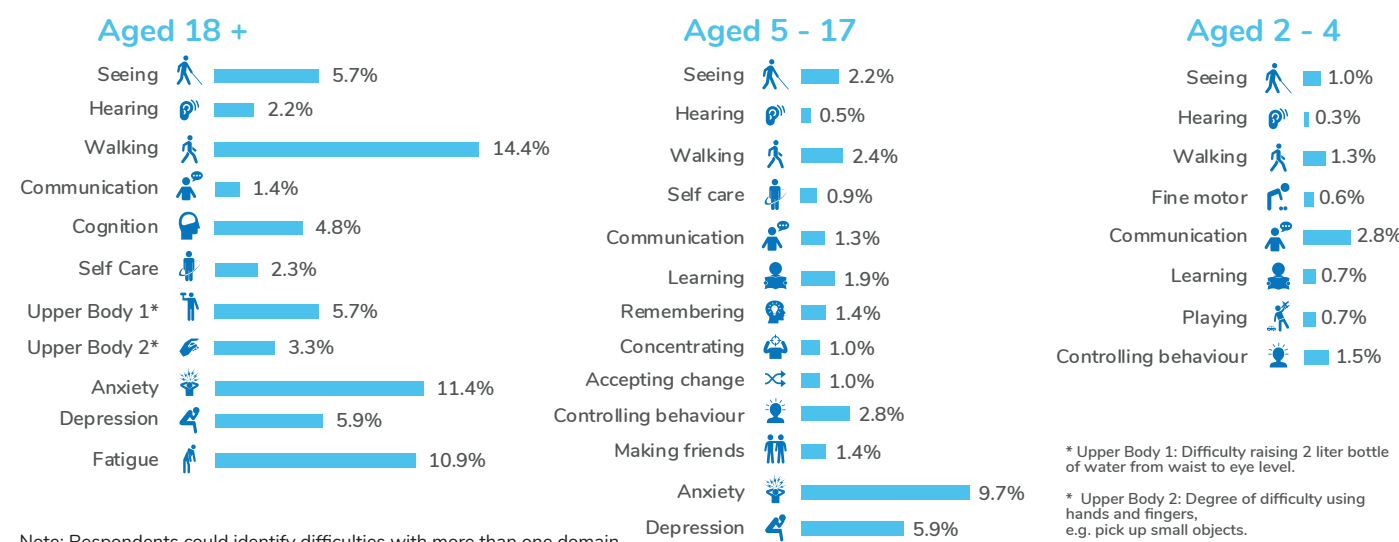 Aged 18 +
Seeing 5.7%
Hearing 2.2%
Walking 14.4%
Communication 1.4%
Cognition 4.8%
Self Care 2.3%
Upper Body 1* 5.7%
Upper Body 2* 3.3%
Anxiety 11.4%
Depression 5.9%
Fatigue 10.9%
Note: Respondents could identify difficulties with more than one domain
Aged 5 - 17
Seeing 2.2%
Hearing 0.5%
Walking 2.4%
Self care 0.9%
Communication 1.3%
Learning 1.9%
Remembering 1.4%
Concentrating 1.0%
Accepting change 1.0%
Controlling behaviour 2.8%
Making friends 1.4%
Anxiety 9.7%
Depression 5.9%
Aged 2 - 4
Seeing 1.0%
Hearing 0.3%
Walking 1.3%
Fine motor 0.6%
Communication 2.8%
Learning 0.7%
Playing 0.7%
Controlling behaviour 1.5%
* Upper Body 1: Difficulty raising 2 liter bottle
of water from waist to eye level.
* Upper Body 2: Degree of difficulty using
hands and fingers,
e.g. pick up small objects.